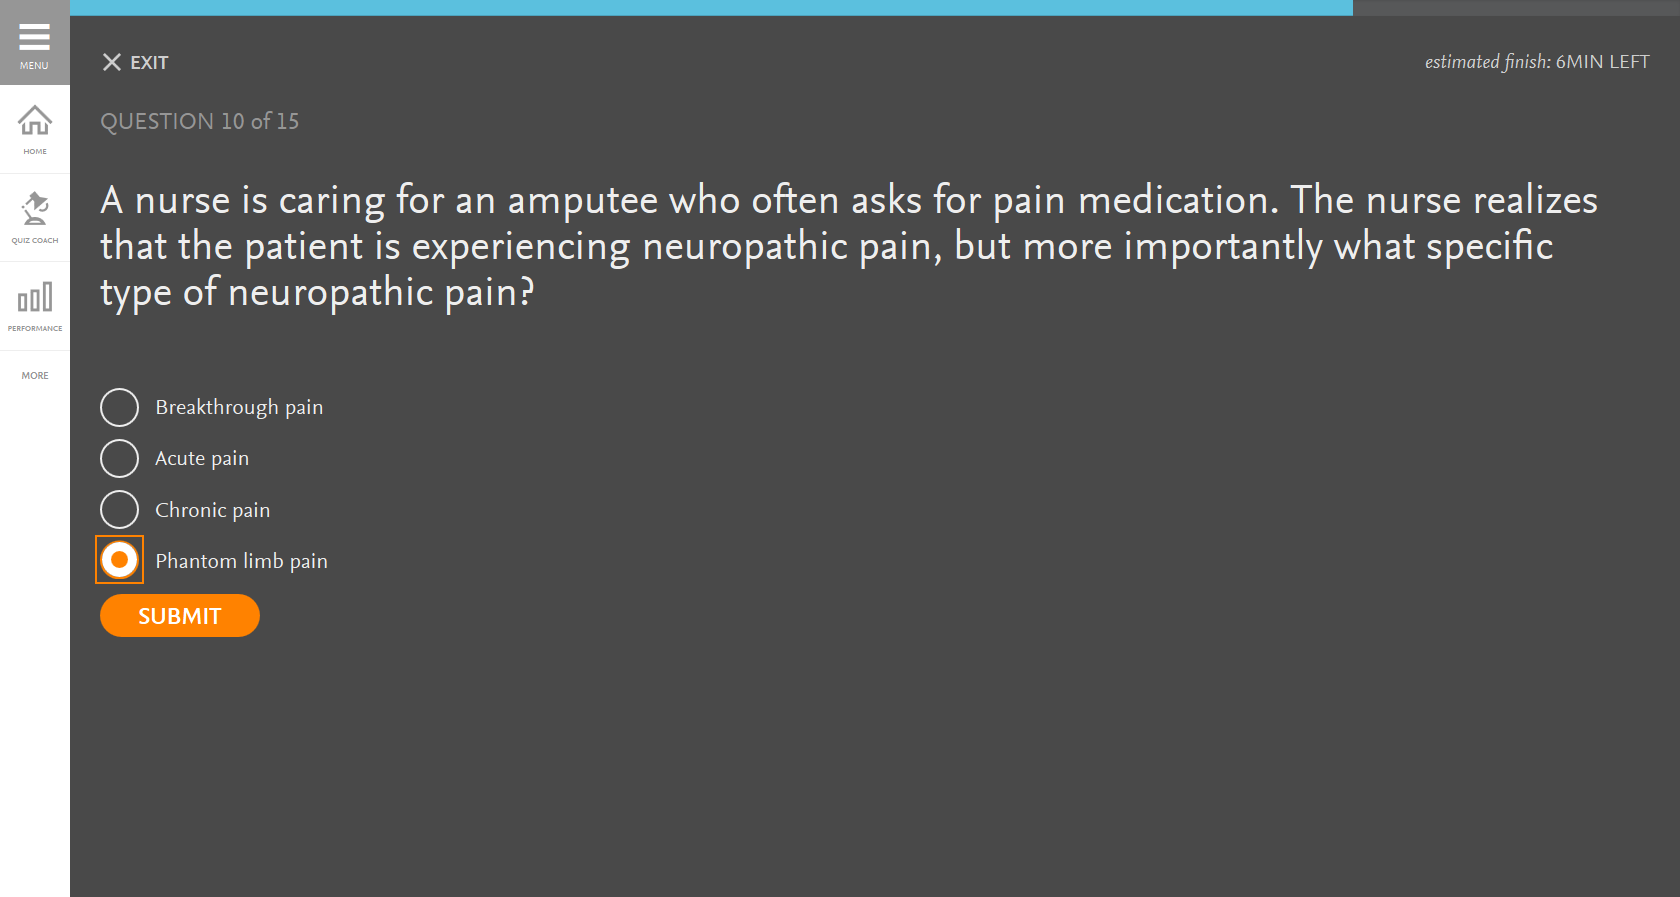 MENU
HOME
QUIZ COACH
PERFORMANCE
MORE
EXIT
estimated finish: 6MIN LEFT
QUESTION 10 of 15
A nurse is caring for an amputee who often asks for pain medication. The nurse realizes
that the patient is experiencing neuropathic pain, but more importantly what specific
type of neuropathic pain?
Breakthrough pain
Acute pain
Chronic pain
Phantom limb pain
SUBMIT